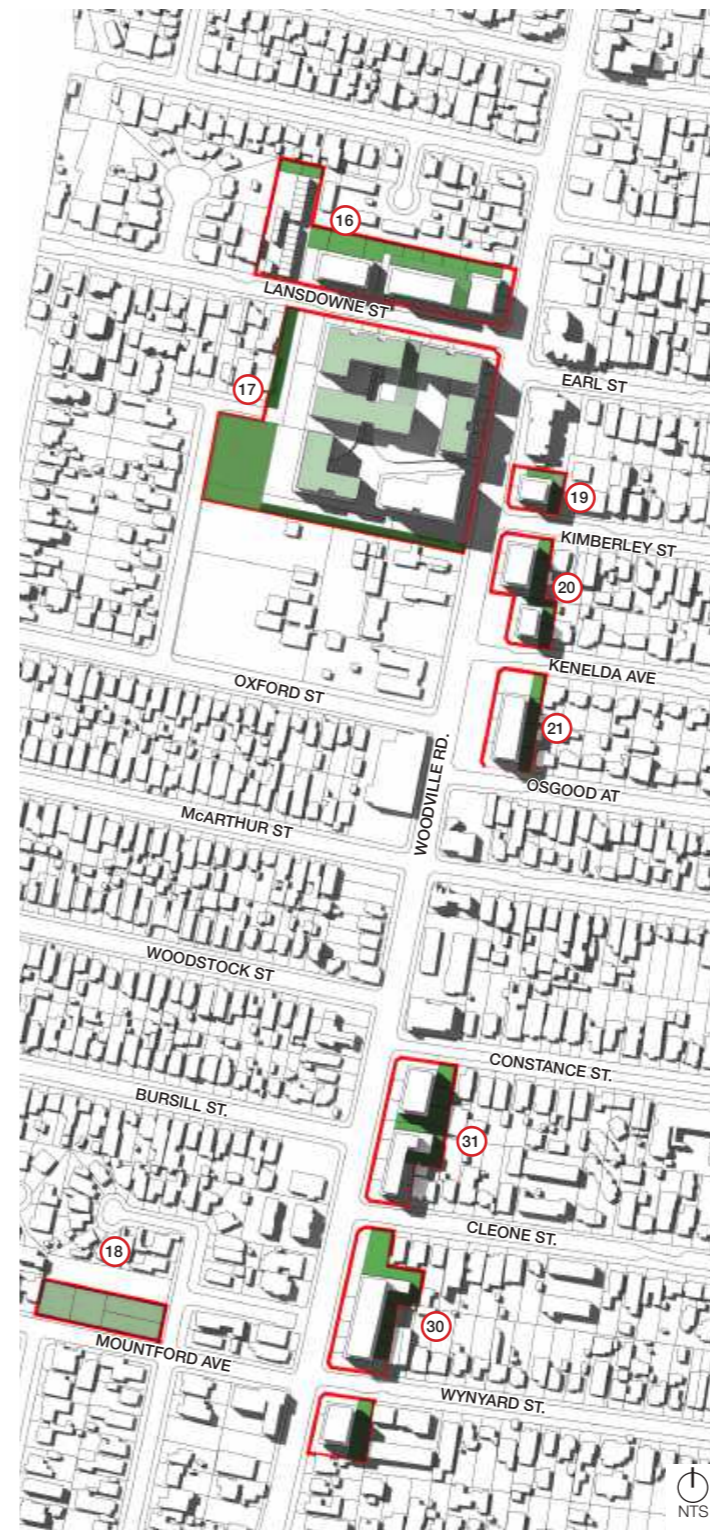 16
LANSDOWNE ST
EARL ST
17
19
KIMBERLEY ST
20
KENELDA AVE
OXFORD ST
21
OSGOOD AT
WOODVILLE RD.
McARTHUR ST
WOODSTOCK ST
CONSTANCE ST.
BURSILL ST.
31
CLEONE ST.
18
30
MOUNTFORD AVE
WYNYARD ST.
NTS